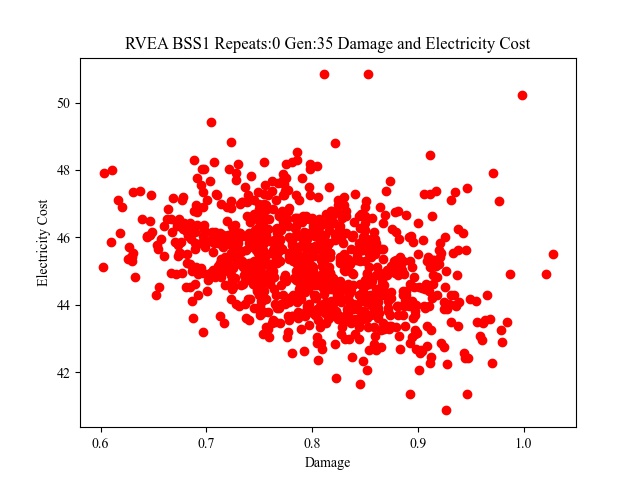 RVEA BSS1 Repeats:0 Gen:35 Damage and Electricity Cost
50
48
46
44
42
Electricity Cost
0.6 0.7 0.8 0.9 1.0
Damage